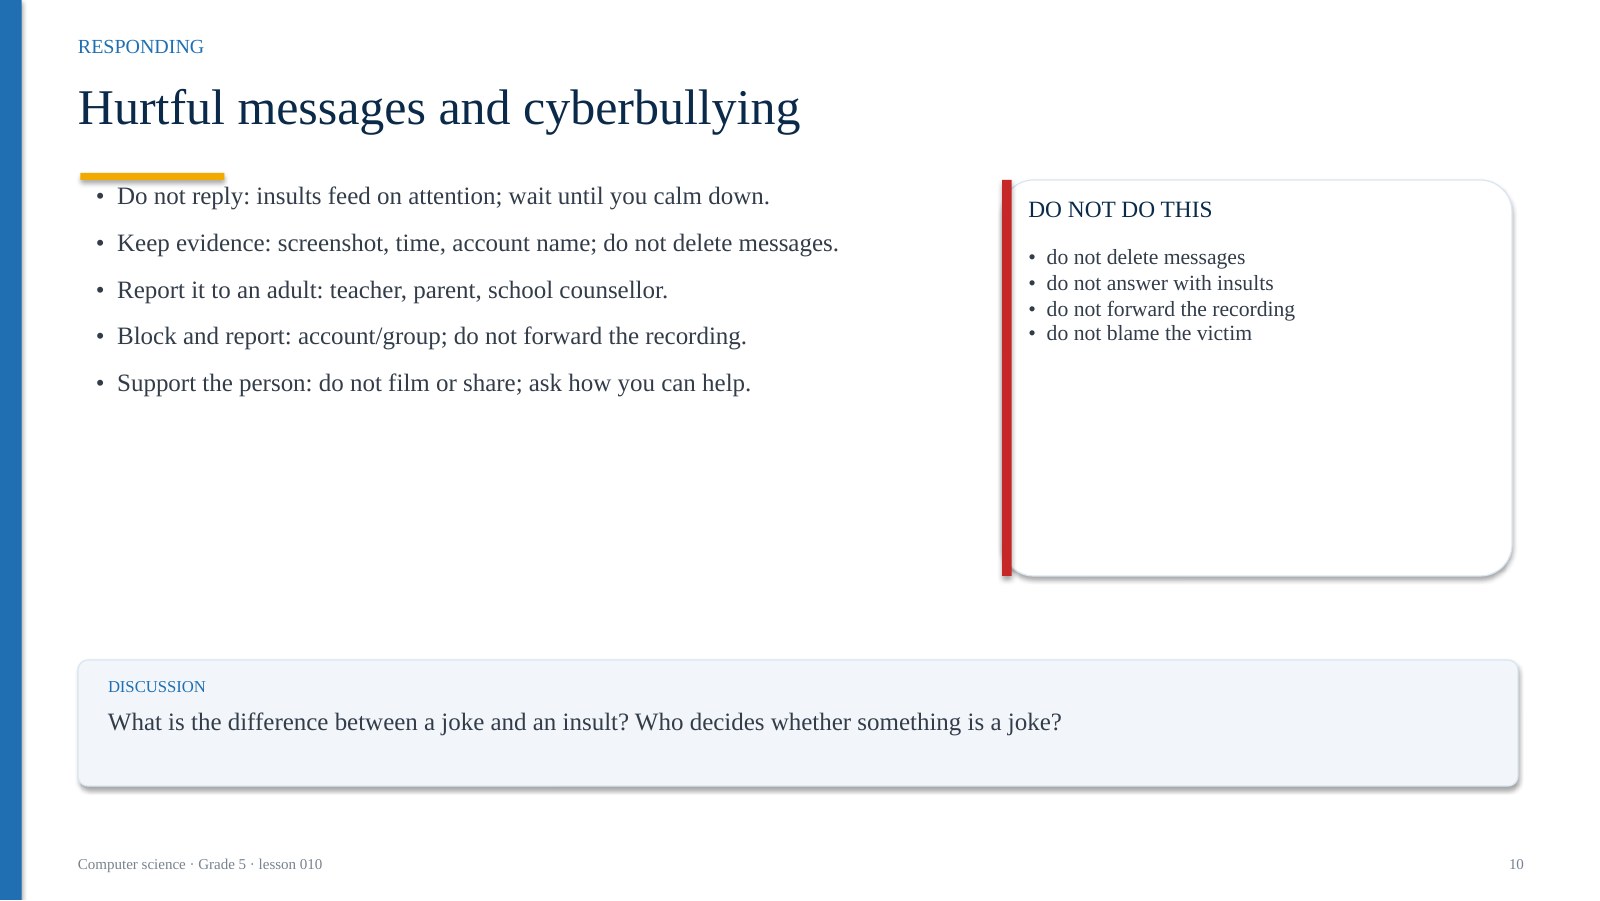 RESPONDING
Hurtful messages and cyberbullying
• Do not reply: insults feed on attention; wait until you calm down.
• Keep evidence: screenshot, time, account name; do not delete messages.
• Report it to an adult: teacher, parent, school counsellor.
• Block and report: account/group; do not forward the recording.
• Support the person: do not film or share; ask how you can help.
DO NOT DO THIS
• do not delete messages
• do not answer with insults
• do not forward the recording
• do not blame the victim
DISCUSSION
What is the difference between a joke and an insult? Who decides whether something is a joke?
Computer science · Grade 5 · lesson 010
10